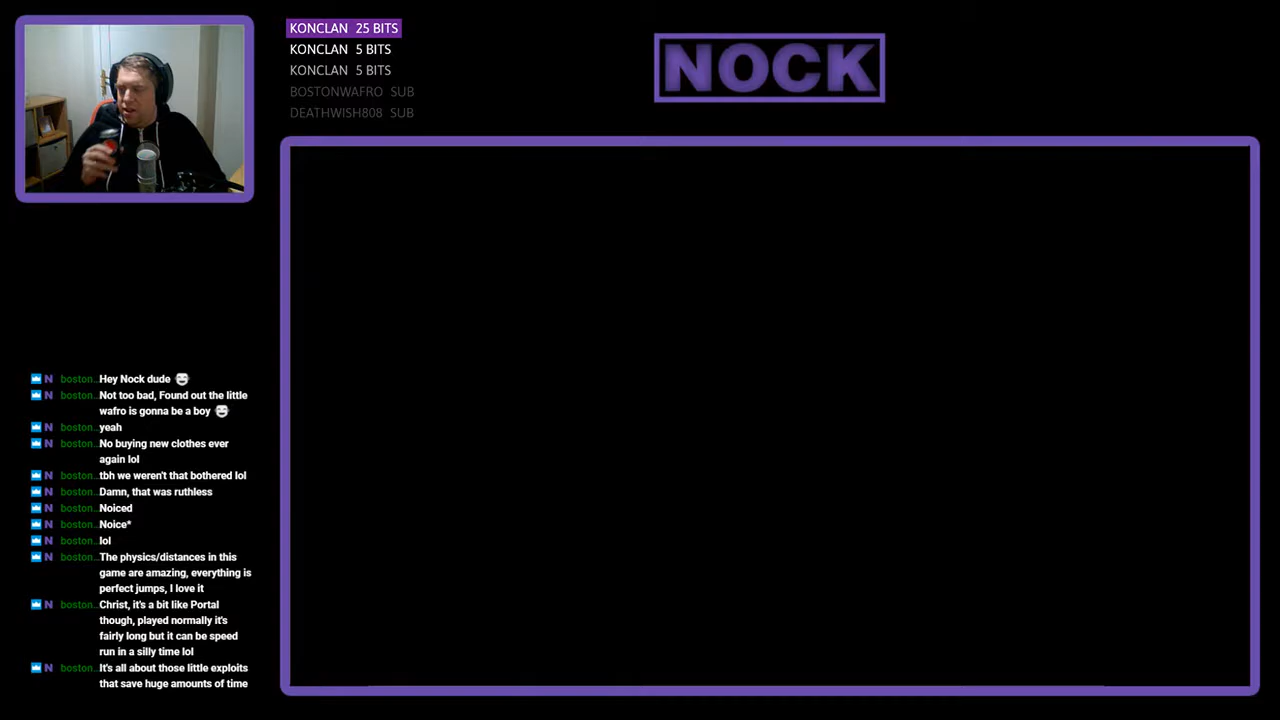 KONCLAN 25 BITS
KONCLAN 5 BITS
KONCLAN 5 BITS
BOSTONWAFRO SUB
DEATHWISH808 SUB
NOCK
N boston... Hey Nock dude
N boston... Not too bad, Found out the little
wafro is gonna be a boy
N boston... yeah
N boston... No buying new clothes ever
again lol
N boston... tbh we weren't that bothered lol
N boston... Damn, that was ruthless
N boston... Noiced
N boston... Noice*
N boston... lol
N boston... The physics/distances in this
game are amazing, everything is
perfect jumps, I love it
N boston... Christ, it's a bit like Portal
though, played normally it's
fairly long but it can be speed
run in a silly time lol
N boston... It's all about those little exploits
that save huge amounts of time